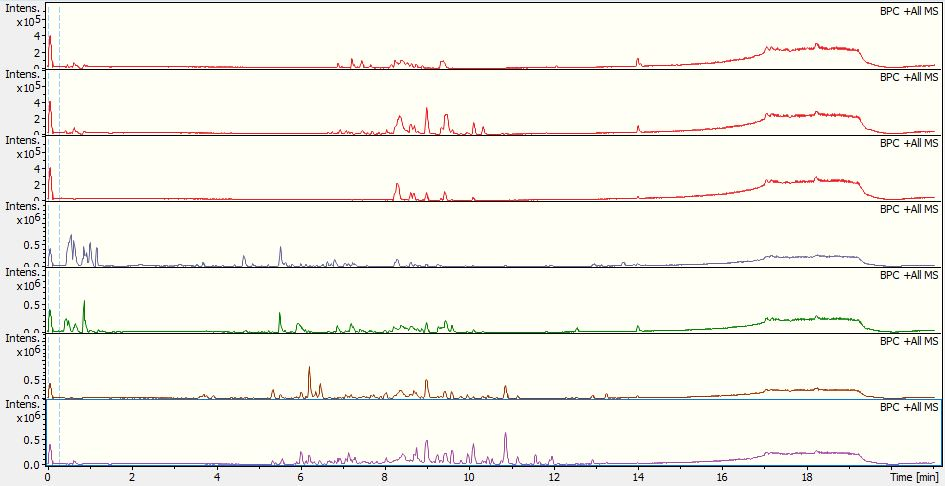 Intens. BPC +All MS
x10⁵
4
2
0
Intens. BPC +All MS
x10⁵
4
2
0
Intens. BPC +All MS
x10⁵
4
2
0
Intens. BPC +All MS
x10⁶
0.5
0.0
Intens. BPC +All MS
x10⁶
0.5
0.0
Intens. BPC +All MS
x10⁶
0.5
0.0
Intens. BPC +All MS
x10⁶
0.5
0.0
0 2 4 6 8 10 12 14 16 18 Time [min]